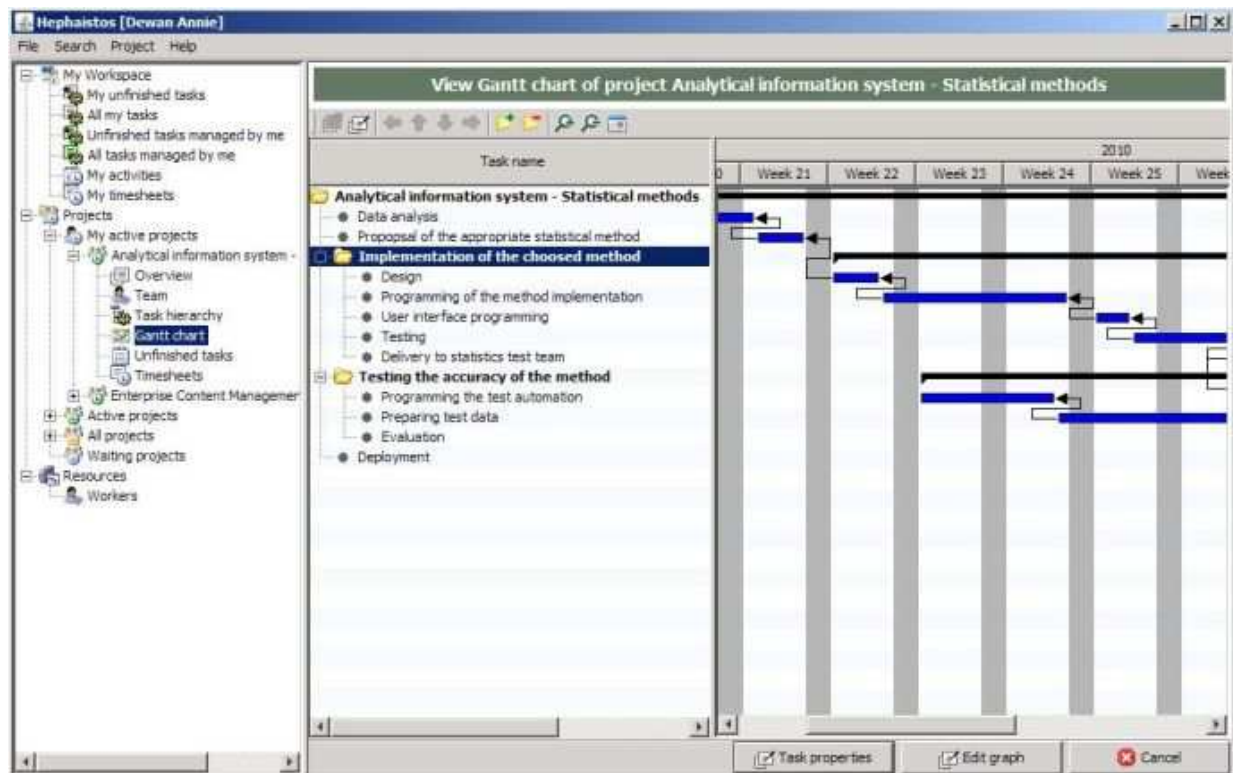 Hephaistos [Dewan Annie]
File Search Project Help
My Workspace
My unfinished tasks
All my tasks
Unfinished tasks managed by me
All tasks managed by me
My activities
My timesheets
Projects
My active projects
Analytical information system -
Overview
Team
Task hierarchy
Gantt chart
Unfinished tasks
Timesheets
Enterprise Content Managemer
Active projects
All projects
Waiting projects
Resources
Workers
View Gantt chart of project Analytical information system - Statistical methods
Task name
Analytical information system - Statistical methods
Data analysis
Propopsal of the appropriate statistical method
Implementation of the choosed method
Design
Programming of the method implementation
User interface programming
Testing
Delivery to statistics test team
Testing the accuracy of the method
Programming the test automation
Preparing test data
Evaluation
Deployment
2010
0 Week 21 Week 22 Week 23 Week 24 Week 25 Week
Task properties Edit graph Cancel